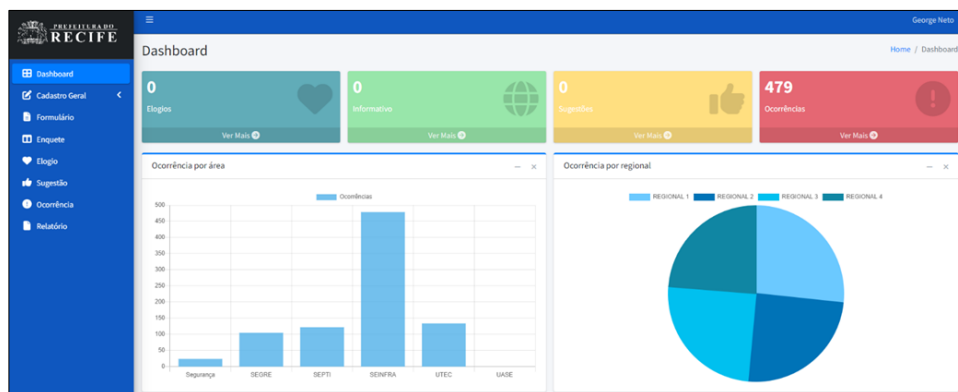 PREFEITURA DO
RECIFE
George Neto
Dashboard
Home / Dashboard
Dashboard
Cadastro Geral
Formulário
Enquete
Elogio
Sugestão
Ocorrência
Relatório
0
Elogios
Ver Mais
0
Informativo
Ver Mais
0
Sugestões
Ver Mais
479
Ocorrências
Ver Mais
Ocorrência por área
Ocorrências
500
450
400
350
300
250
200
150
100
50
0
Segurança SEGRE SEPTI SEINFRA UTEC UASE
Ocorrência por regional
REGIONAL 1 REGIONAL 2 REGIONAL 3 REGIONAL 4